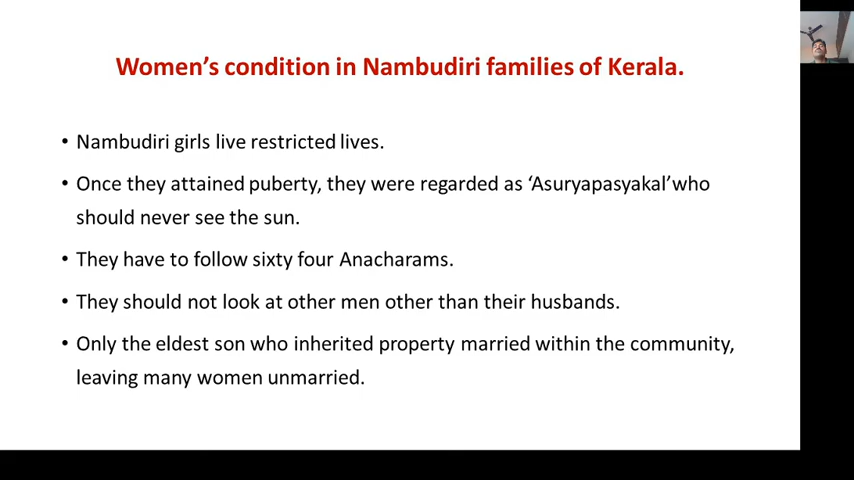 Women’s condition in Nambudiri families of Kerala.
• Nambudiri girls live restricted lives.
• Once they attained puberty, they were regarded as ‘Asuryapasyakal’who
should never see the sun.
• They have to follow sixty four Anacharams.
• They should not look at other men other than their husbands.
• Only the eldest son who inherited property married within the community,
leaving many women unmarried.